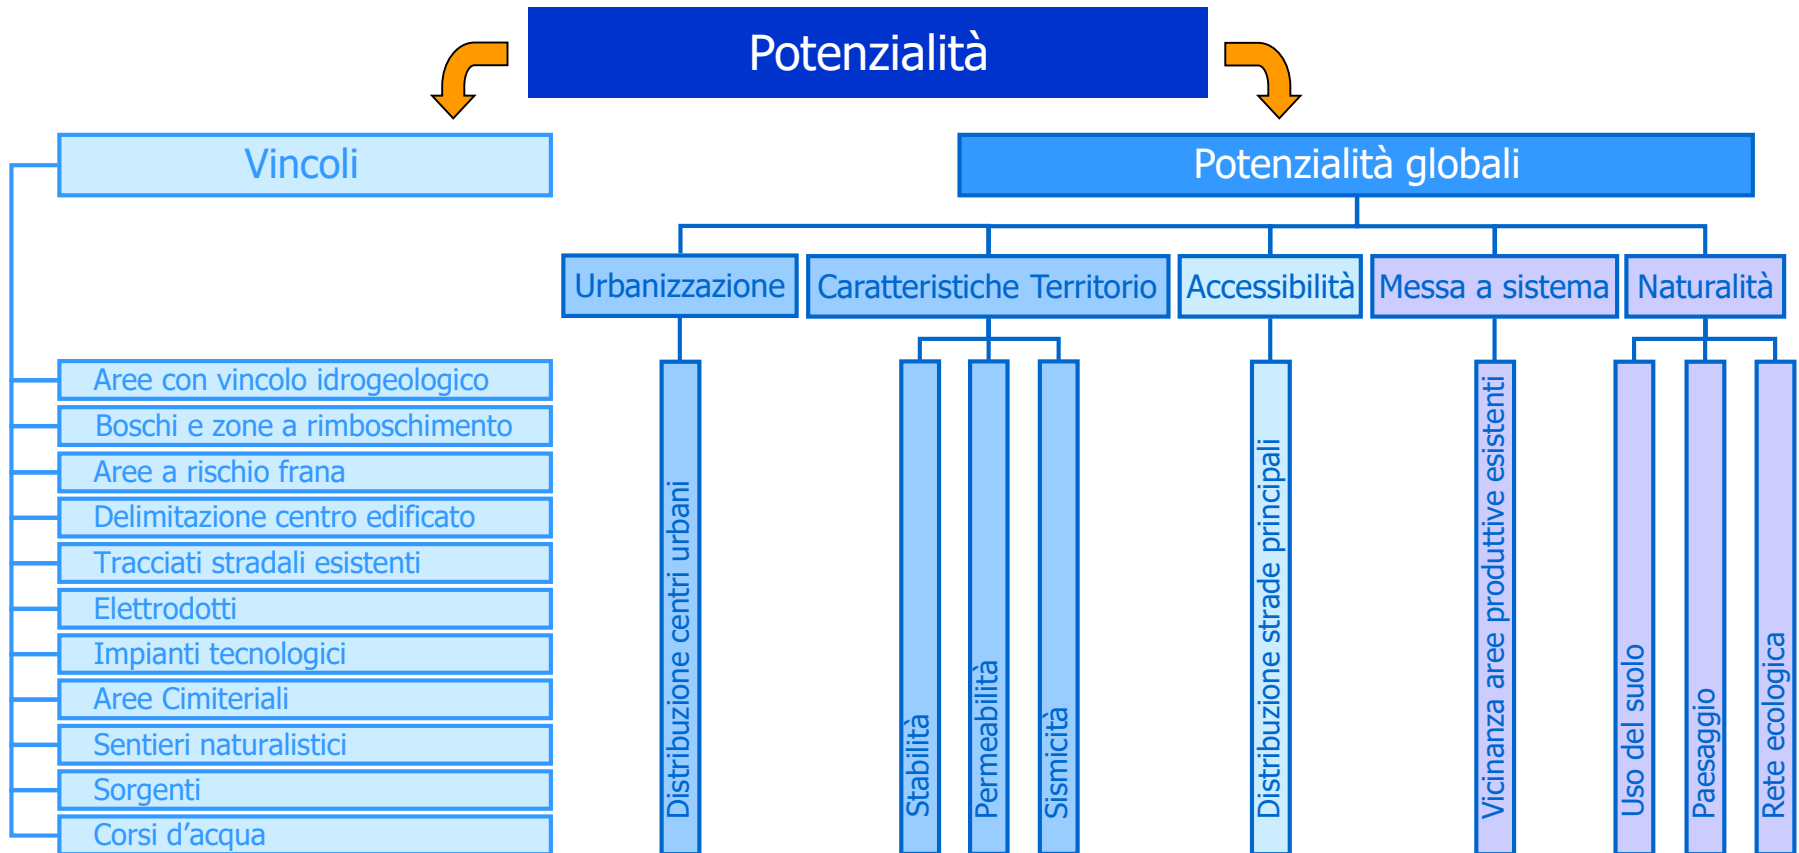 Potenzialità
Vincoli
Potenzialità globali
Urbanizzazione
Caratteristiche Territorio
Accessibilità
Messa a sistema
Naturalità
Aree con vincolo idrogeologico
Boschi e zone a rimboschimento
Aree a rischio frana
Delimitazione centro edificato
Tracciati stradali esistenti
Elettrodotti
Impianti tecnologici
Aree Cimiteriali
Sentieri naturalistici
Sorgenti
Corsi d’acqua
Distribuzione centri urbani
Stabilità
Permeabilità
Sismicità
Distribuzione strade principali
Vicinanza aree produttive esistenti
Uso del suolo
Paesaggio
Rete ecologica